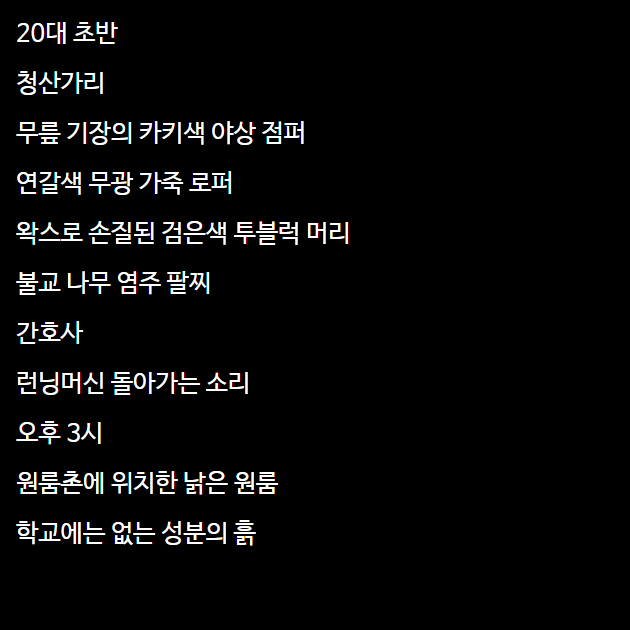 20대 초반
청산가리
무릎 기장의 카키색 야상 점퍼
연갈색 무광 가죽 로퍼
왁스로 손질된 검은색 투블럭 머리
불교 나무 염주 팔찌
간호사
런닝머신 돌아가는 소리
오후 3시
원룸촌에 위치한 낡은 원룸
학교에는 없는 성분의 흙